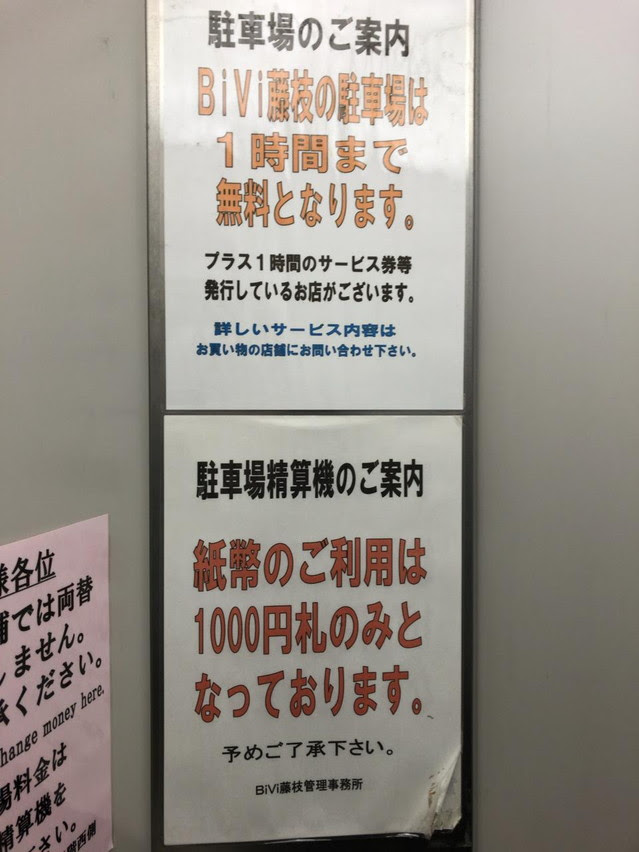 駐車場のご案内
BiVi藤枝の駐車場は
1時間まで
無料となります。
プラス1時間のサービス券等
発行しているお店がございます。
詳しいサービス内容は
お買い物の店舗にお問い合わせ下さい。
駐車場精算機のご案内
紙幣のご利用は
1000円札のみと
なっております。
予めご了承下さい。
BiVi藤枝管理事務所
様各位
舗では両替
しません。
承ください。
change money here.
場料金は
精算機を
さい。
階西側